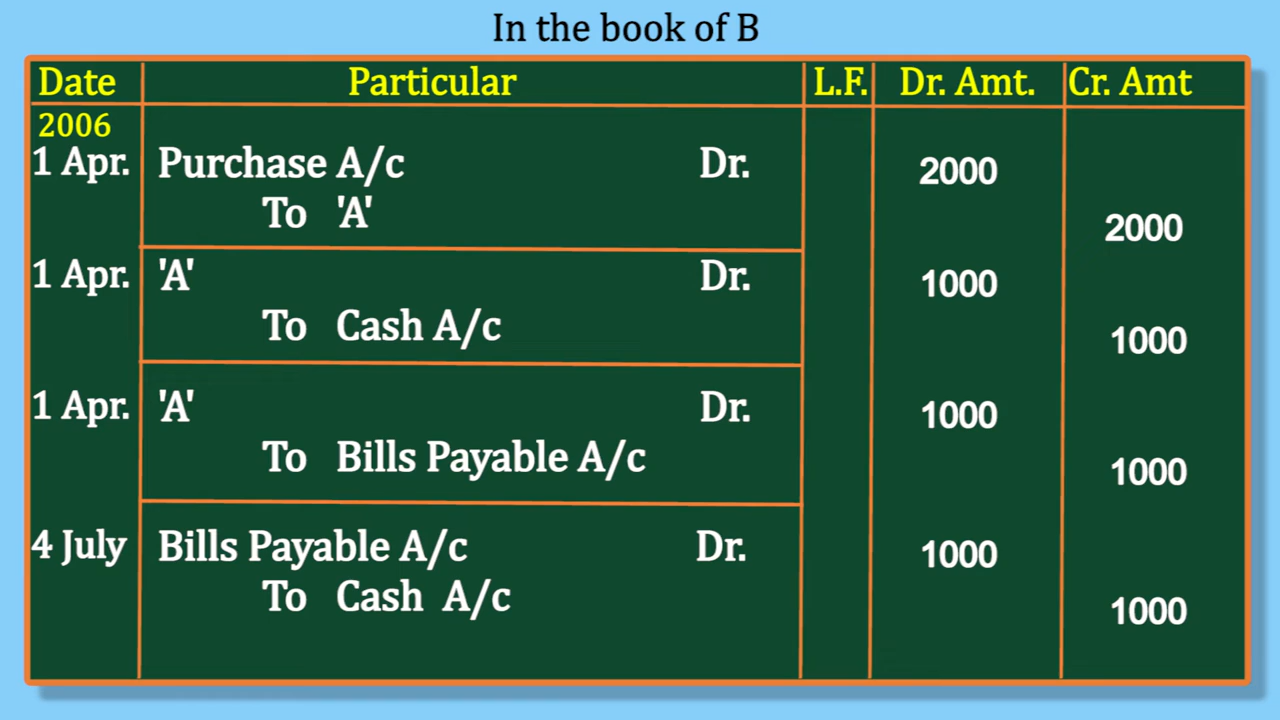 In the book of B
Date Particular L.F. Dr. Amt. Cr. Amt
2006
1 Apr. Purchase A/c Dr. 2000
To 'A' 2000
1 Apr. 'A' Dr. 1000
To Cash A/c 1000
1 Apr. 'A' Dr. 1000
To Bills Payable A/c 1000
4 July Bills Payable A/c Dr. 1000
To Cash A/c 1000